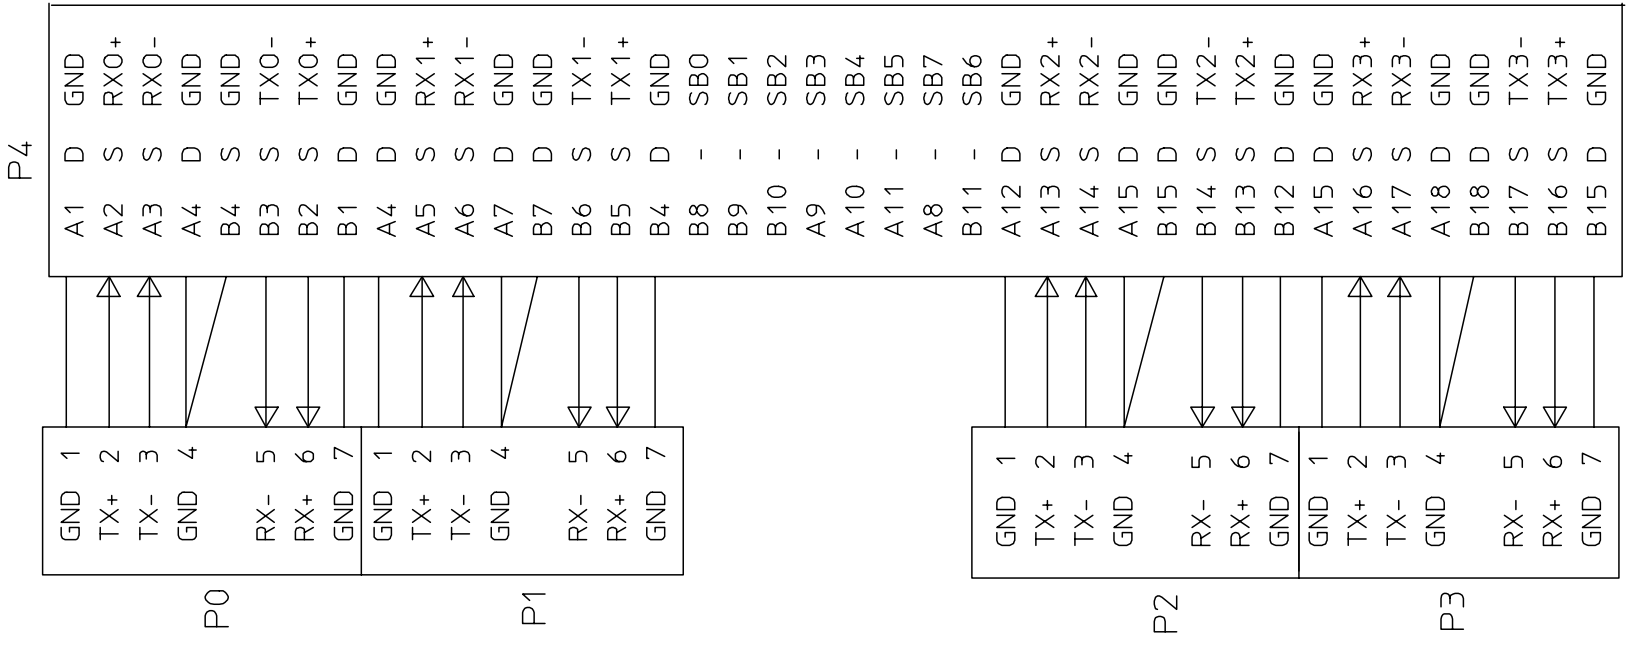 P4
GND 1 A1 D GND
TX+ 2 A2 S RX0+
TX- 3 A3 S RX0-
GND 4 A4 D GND
P0 B4 S GND
RX- 5 B3 S TX0-
RX+ 6 B2 S TX0+
GND 7 B1 D GND
GND 1 A4 D GND
TX+ 2 A5 S RX1+
TX- 3 A6 S RX1-
GND 4 A7 D GND
P1 B7 D GND
RX- 5 B6 S TX1-
RX+ 6 B5 S TX1+
GND 7 B4 D GND
B8 - SB0
B9 - SB1
B10 - SB2
A9 - SB3
A10 - SB4
A11 - SB5
A8 - SB7
B11 - SB6
GND 1 A12 D GND
TX+ 2 A13 S RX2+
TX- 3 A14 S RX2-
GND 4 A15 D GND
P2 B15 D GND
RX- 5 B14 S TX2-
RX+ 6 B13 S TX2+
GND 7 B12 D GND
GND 1 A15 D GND
TX+ 2 A16 S RX3+
TX- 3 A17 S RX3-
GND 4 A18 D GND
P3 B18 D GND
RX- 5 B17 S TX3-
RX+ 6 B16 S TX3+
GND 7 B15 D GND